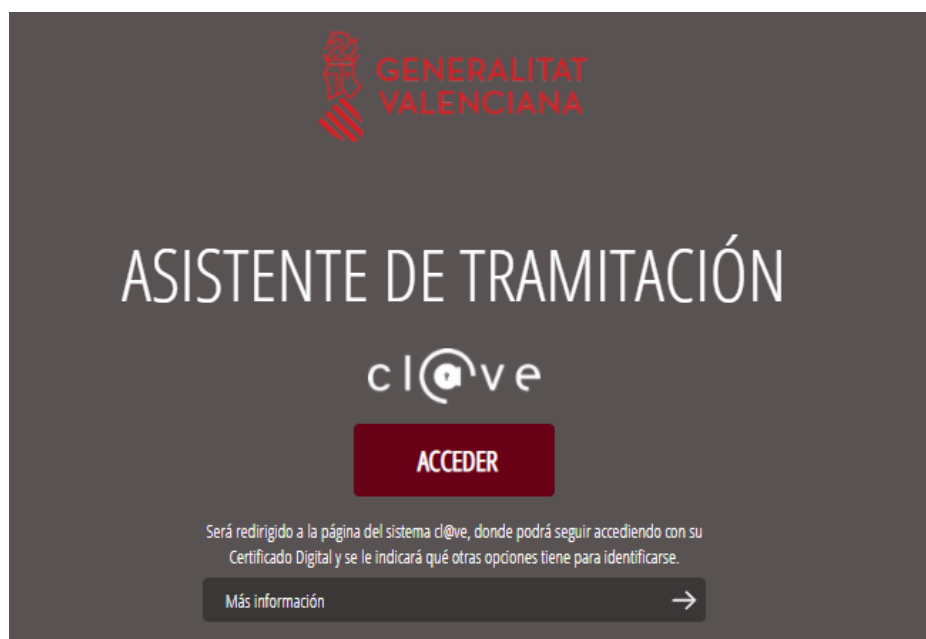 GENERALITAT
VALENCIANA
ASISTENTE DE TRAMITACIÓN
cl@ve
ACCEDER
Será redirigido a la página del sistema cl@ve, donde podrá seguir accediendo con su
Certificado Digital y se le indicará qué otras opciones tiene para identificarse.
Más información